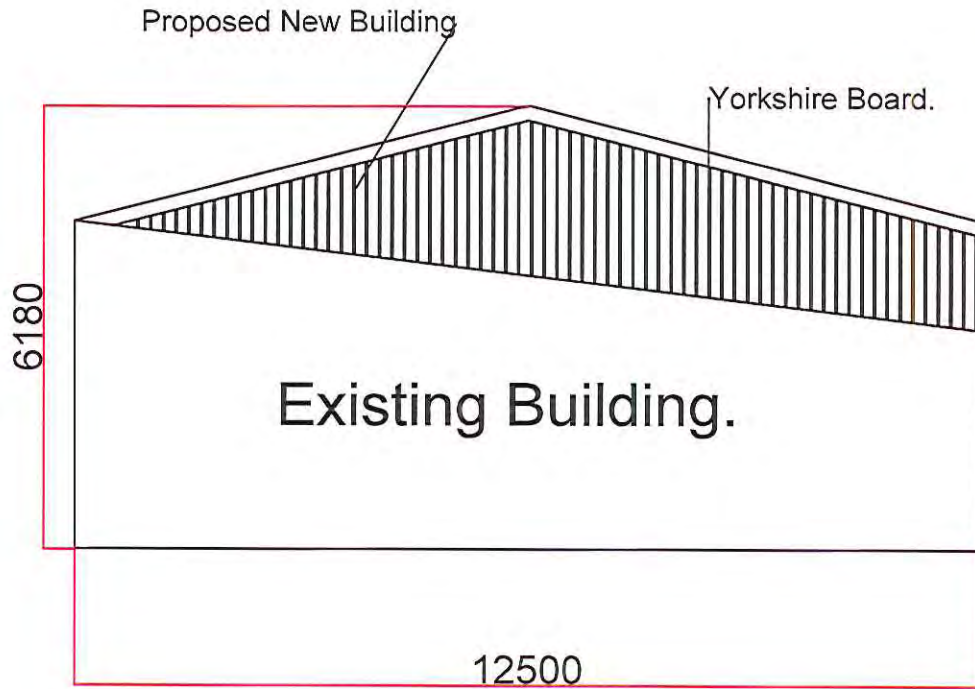 Proposed New Building
Yorkshire Board.
6180
Existing Building.
12500